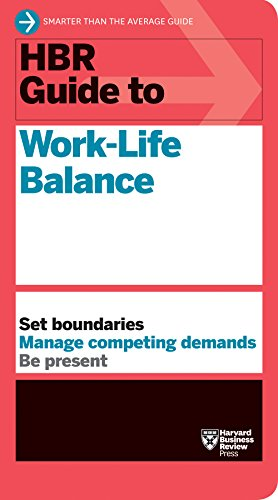 SMARTER THAN THE AVERAGE GUIDE
HBR
Guide to
Work-Life
Balance
Set boundaries
Manage competing demands
Be present
Harvard
Business
Review
Press